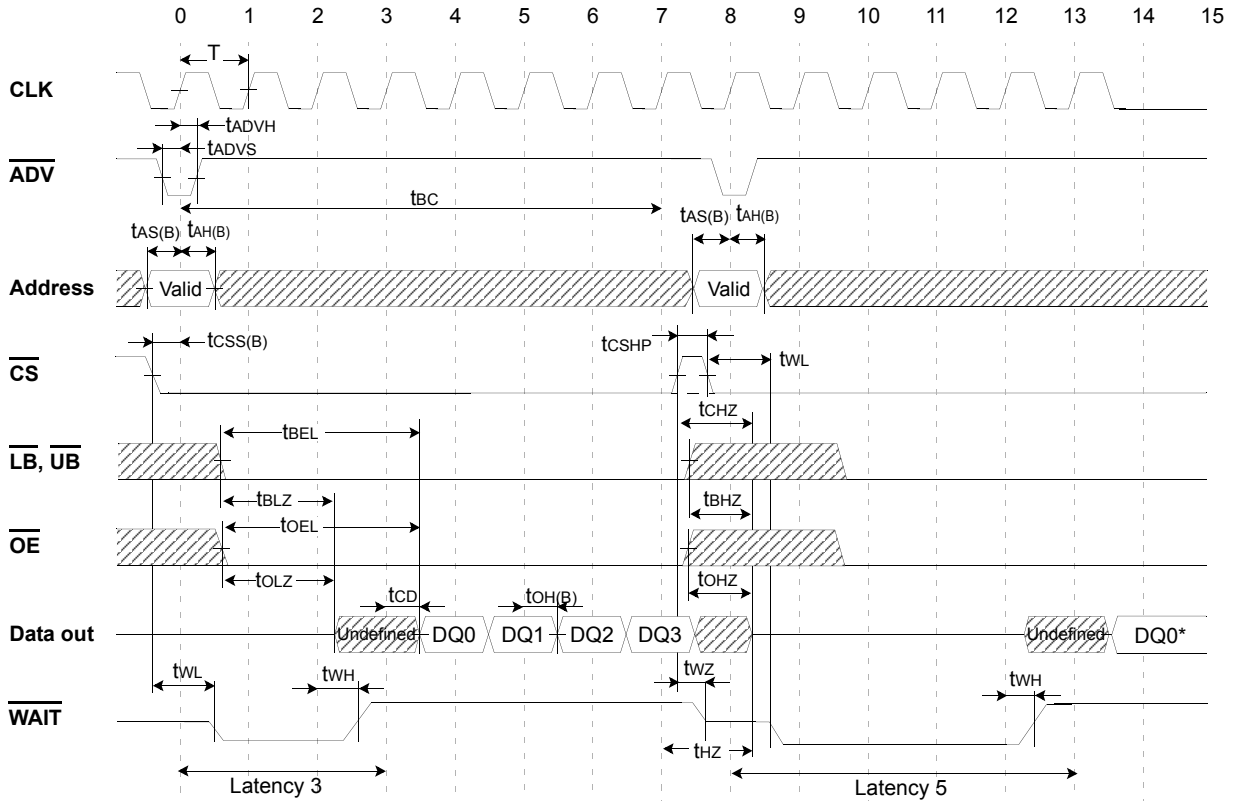 0 1 2 3 4 5 6 7 8 9 10 11 12 13 14 15
T
CLK
tADVH
tADVS
ADV
tBC
tAS(B) tAH(B) tAS(B) tAH(B)
Address Valid Valid
tCSS(B) tCSHP tWL
CS
tCHZ
tBEL
LB, UB
tBLZ tBHZ
tOEL
OE
tOLZ tOHZ
tCD tOH(B)
Data out Undefined DQ0 DQ1 DQ2 DQ3 Undefined DQ0*
tWL tWH tWZ tWH
WAIT
tHZ
Latency 3 Latency 5